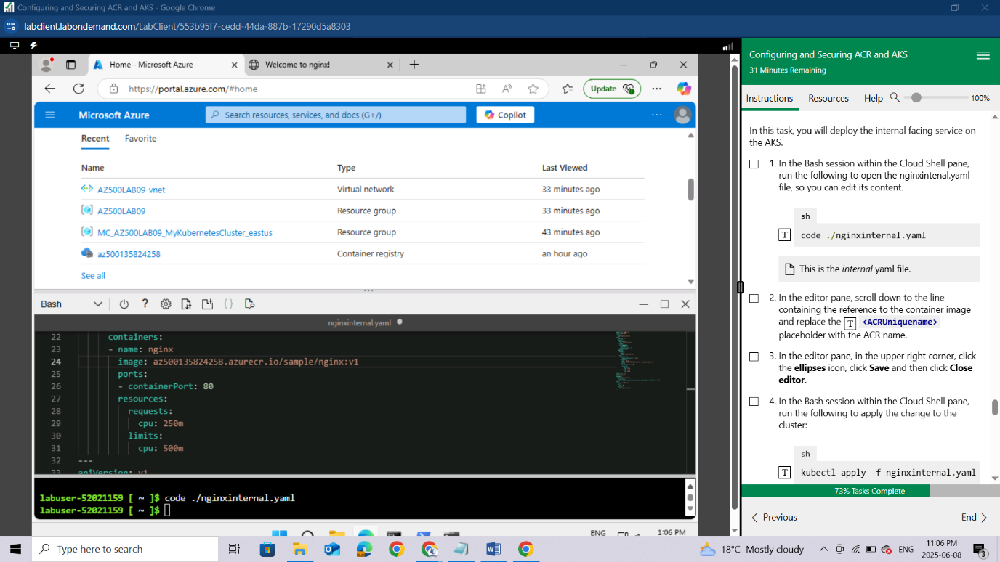 Configuring and Securing ACR and AKS - Google Chrome
labclient.labondemand.com/LabClient/553b95f7-cedd-44da-887b-17290d5a8303
Home - Microsoft Azure
Welcome to nginx!
https://portal.azure.com/#home
Update
Microsoft Azure
Search resources, services, and docs (G+/)
Copilot
Recent Favorite
Name Type Last Viewed
AZ500LAB09-vnet Virtual network 33 minutes ago
AZ500LAB09 Resource group 33 minutes ago
MC_AZ500LAB09_MyKubernetesCluster_eastus Resource group 43 minutes ago
az500135824258 Container registry an hour ago
See all
Bash
nginxinternal.yaml
22 containers:
23 - name: nginx
24 image: az500135824258.azurecr.io/sample/nginx:v1
25 ports:
26 - containerPort: 80
27 resources:
28 requests:
29 cpu: 250m
30 limits:
31 cpu: 500m
32 ---
33 apiVersion: v1
labuser-52021159 [ ~ ]$ code ./nginxinternal.yaml
labuser-52021159 [ ~ ]$
ENG 1:06 PM
Configuring and Securing ACR and AKS
31 Minutes Remaining
Instructions Resources Help 100%
In this task, you will deploy the internal facing service on
the AKS.
1. In the Bash session within the Cloud Shell pane,
run the following to open the nginxintenal.yaml
file, so you can edit its content.
sh
T code ./nginxinternal.yaml
This is the internal yaml file.
2. In the editor pane, scroll down to the line
containing the reference to the container image
and replace the T <ACRUniquename>
placeholder with the ACR name.
3. In the editor pane, in the upper right corner, click
the ellipses icon, click Save and then click Close
editor.
4. In the Bash session within the Cloud Shell pane,
run the following to apply the change to the
cluster:
sh
T kubectl apply -f nginxinternal.yaml
73% Tasks Complete
Previous End
Type here to search
18°C Mostly cloudy
ENG
11:06 PM
2025-06-08
3